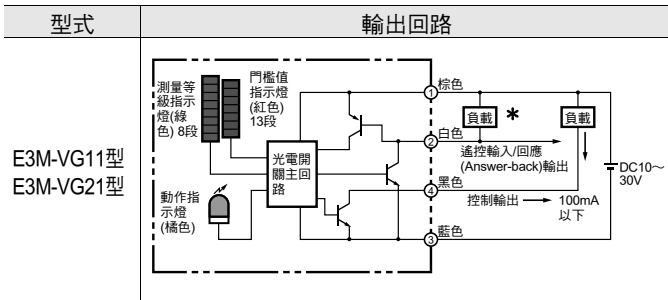 型式
輸出回路
E3M-VG11型
E3M-VG21型
測量等
級指示
燈(綠
色) 8段
門檻值
指示燈
(紅色)
13段
動作指
示燈
(橘色)
光電開
關主回
路
1
棕色
負載
*
負載
2
白色
遙控輸入/回應
(Answer-back)輸出
4
黑色
控制輸出
100mA
以下
3
藍色
DC10～
30V